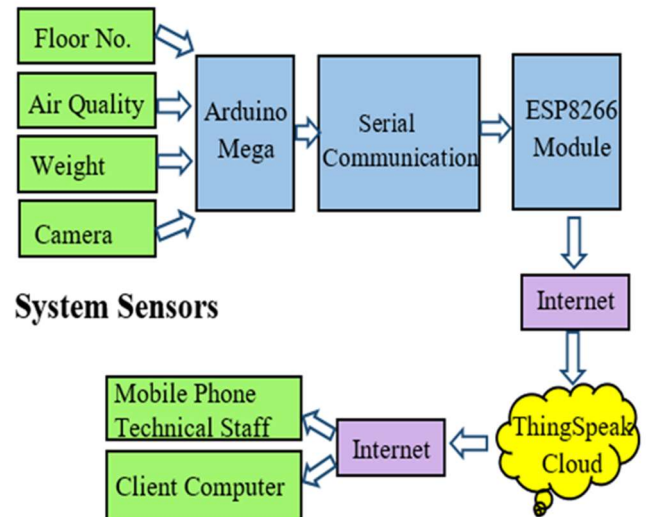 Floor No.
Air Quality
Weight
Camera
Arduino
Mega
Serial
Communication
ESP8266
Module
System Sensors
Internet
ThingSpeak
Cloud
Internet
Mobile Phone
Technical Staff
Client Computer